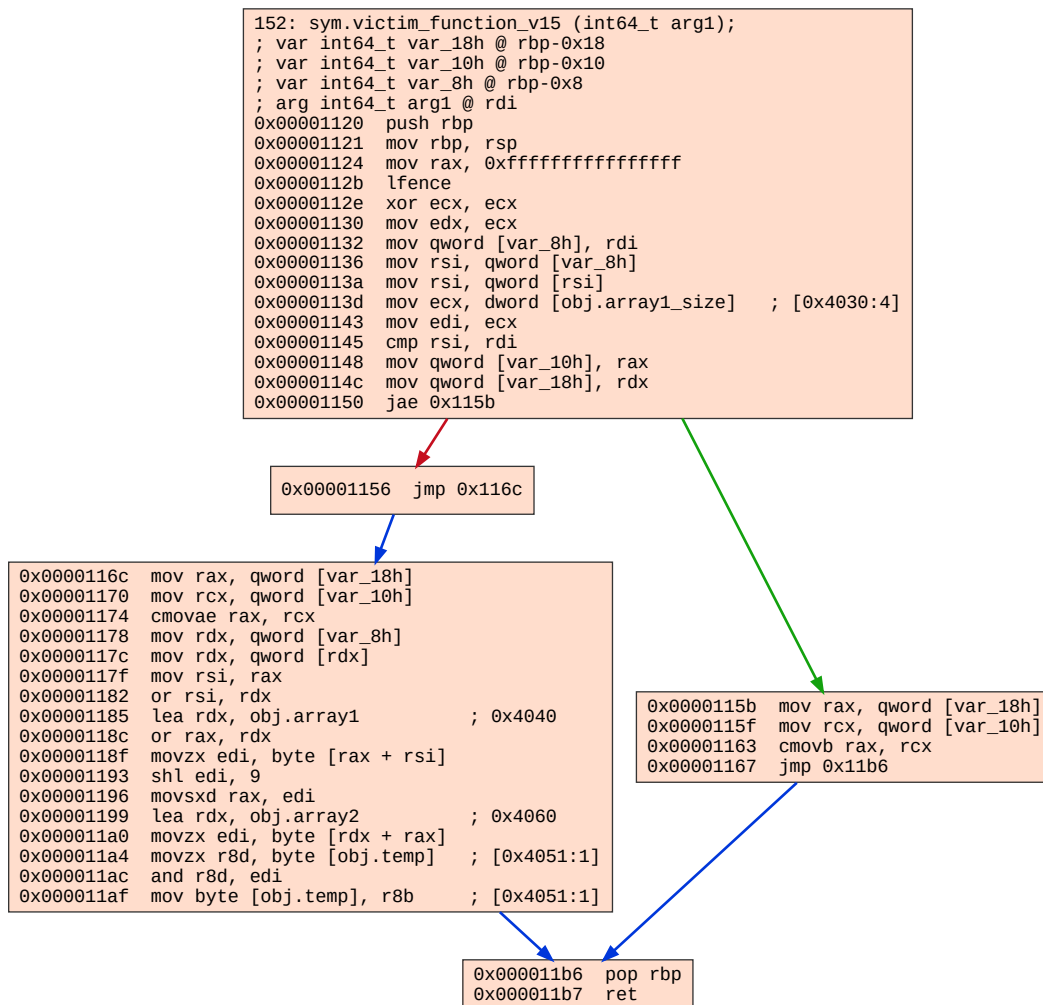 152: sym.victim_function_v15 (int64_t arg1);
; var int64_t var_18h @ rbp-0x18
; var int64_t var_10h @ rbp-0x10
; var int64_t var_8h @ rbp-0x8
; arg int64_t arg1 @ rdi
0x00001120  push rbp
0x00001121  mov rbp, rsp
0x00001124  mov rax, 0xffffffffffffffff
0x0000112b  lfence
0x0000112e  xor ecx, ecx
0x00001130  mov edx, ecx
0x00001132  mov qword [var_8h], rdi
0x00001136  mov rsi, qword [var_8h]
0x0000113a  mov rsi, qword [rsi]
0x0000113d  mov ecx, dword [obj.array1_size]   ; [0x4030:4]
0x00001143  mov edi, ecx
0x00001145  cmp rsi, rdi
0x00001148  mov qword [var_10h], rax
0x0000114c  mov qword [var_18h], rdx
0x00001150  jae 0x115b
0x00001156  jmp 0x116c
0x0000116c  mov rax, qword [var_18h]
0x00001170  mov rcx, qword [var_10h]
0x00001174  cmovae rax, rcx
0x00001178  mov rdx, qword [var_8h]
0x0000117c  mov rdx, qword [rdx]
0x0000117f  mov rsi, rax
0x00001182  or rsi, rdx
0x00001185  lea rdx, obj.array1            ; 0x4040
0x0000118c  or rax, rdx
0x0000118f  movzx edi, byte [rax + rsi]
0x00001193  shl edi, 9
0x00001196  movsxd rax, edi
0x00001199  lea rdx, obj.array2            ; 0x4060
0x000011a0  movzx edi, byte [rdx + rax]
0x000011a4  movzx r8d, byte [obj.temp]   ; [0x4051:1]
0x000011ac  and r8d, edi
0x000011af  mov byte [obj.temp], r8b     ; [0x4051:1]
0x0000115b  mov rax, qword [var_18h]
0x0000115f  mov rcx, qword [var_10h]
0x00001163  cmovb rax, rcx
0x00001167  jmp 0x11b6
0x000011b6  pop rbp
0x000011b7  ret